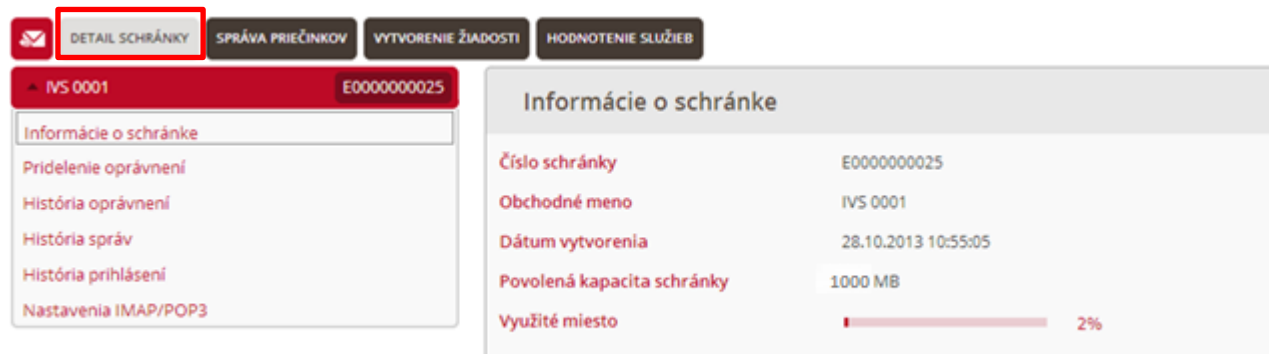 DETAIL SCHRÁNKY SPRÁVA PRIEČINKOV VYTVORENIE ŽIADOSTI HODNOTENIE SLUŽIEB
IVS 0001 E0000000025
Informácie o schránke
Pridelenie oprávnení
História oprávnení
História správ
História prihlásení
Nastavenia IMAP/POP3
Informácie o schránke
Číslo schránky E0000000025
Obchodné meno IVS 0001
Dátum vytvorenia 28.10.2013 10:55:05
Povolená kapacita schránky 1000 MB
Využité miesto 2%